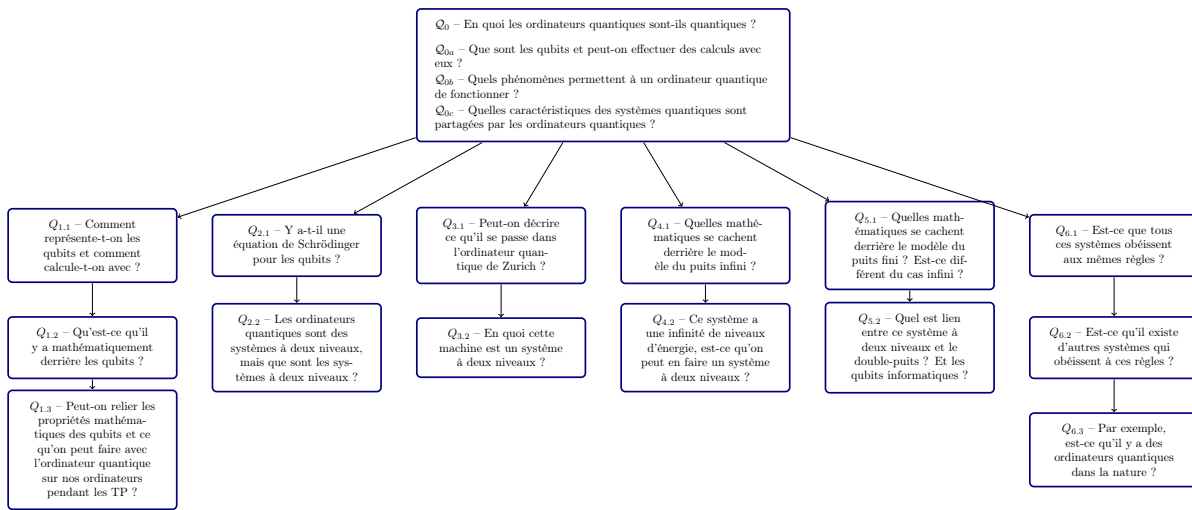 Q0 – En quoi les ordinateurs quantiques sont-ils quantiques ?
Q0a – Que sont les qubits et peut-on effectuer des calculs avec
eux ?
Q0b – Quels phénomènes permettent à un ordinateur quantique
de fonctionner ?
Q0c – Quelles caractéristiques des systèmes quantiques sont
partagées par les ordinateurs quantiques ?
Q1.1 – Comment
représente-t-on les
qubits et comment
calcule-t-on avec ?
Q2.1 – Y a-t-il une
équation de Schrödinger
pour les qubits ?
Q3.1 – Peut-on décrire
ce qu'il se passe dans
l'ordinateur quan-
tique de Zurich ?
Q4.1 – Quelles mathé-
matiques se cachent
derrière le mod-
èle du puits infini ?
Q5.1 – Quelles math-
ématiques se cachent
derrière le modèle du
puits fini ? Est-ce dif-
férent du cas infini ?
Q6.1 – Est-ce que tous
ces systèmes obéissent
aux mêmes règles ?
Q1.2 – Qu'est-ce qu'il
y a mathématiquement
derrière les qubits ?
Q2.2 – Les ordinateurs
quantiques sont des
systèmes à deux niveaux,
mais que sont les sys-
tèmes à deux niveaux ?
Q3.2 – En quoi cette
machine est un système
à deux niveaux ?
Q4.2 – Ce système a
une infinité de niveaux
d'énergie, est-ce qu'on
peut en faire un système
à deux niveaux ?
Q5.2 – Quel est lien
entre ce système à
deux niveaux et le
double-puits ? Et les
qubits informatiques ?
Q6.2 – Est-ce qu'il existe
d'autres systèmes qui
obéissent à ces règles ?
Q1.3 – Peut-on relier les
propriétés mathéma-
tiques des qubits et ce
qu'on peut faire avec
l'ordinateur quantique
sur nos ordinateurs
pendant les TP ?
Q6.3 – Par exemple,
est-ce qu'il y a des
ordinateurs quantiques
dans la nature ?